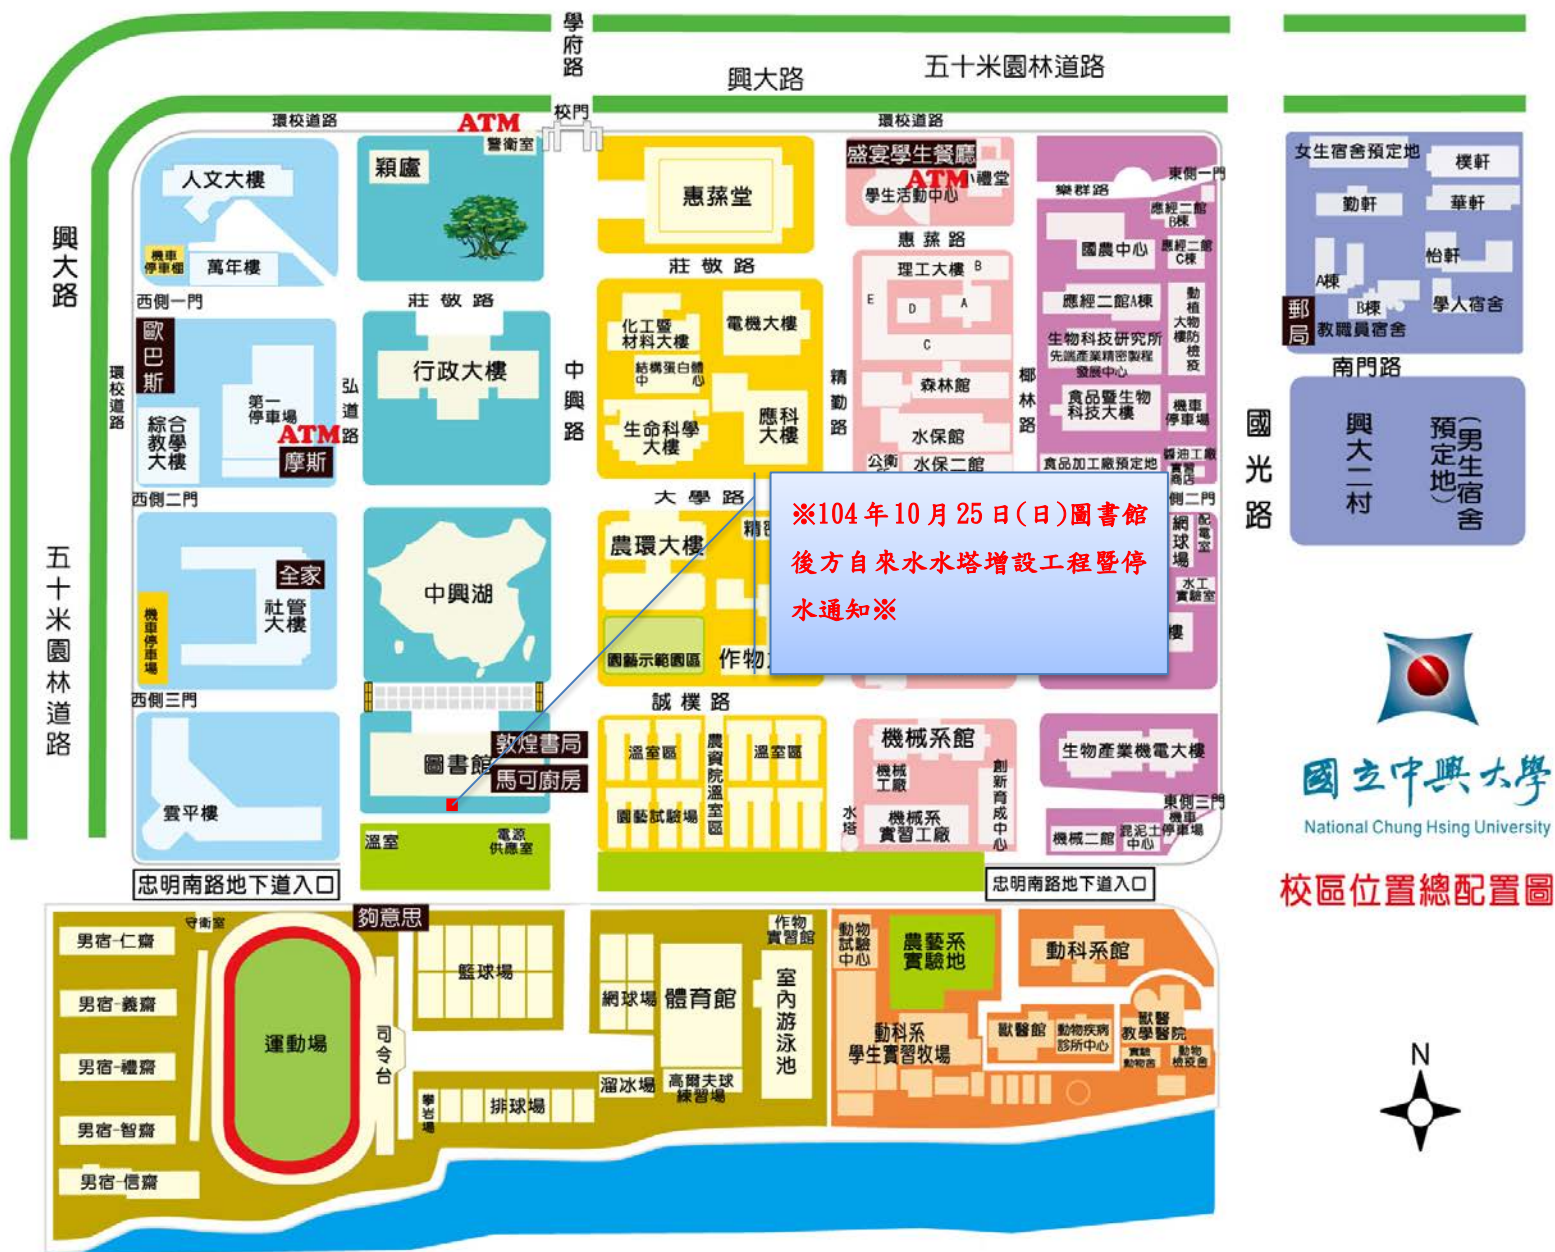 學府路
興大路
五十米園林道路
校門
環校道路
ATM
警衛室
環校道路
人文大樓
穎廬
惠蓀堂
盛宴學生餐廳
ATM
小禮堂
學生活動中心
樂群路
東側一門
應經二館
B棟
女生宿舍預定地
樸軒
勤軒
華軒
興大路
機車
停車棚
萬年樓
惠蓀路
莊敬路
國農中心
應經二館
C棟
怡軒
A棟
B棟
學人宿舍
郵局
教職員宿舍
南門路
西側一門
莊敬路
理工大樓
A
B
C
D
E
應經二館A棟
動植物防檢疫大樓
歐巴斯
化工暨
材料大樓
電機大樓
結構蛋白體
中心
生物科技研究所
先端產業精密製程
發展中心
環校道路
行政大樓
弘道路
中興路
精勤路
椰林路
森林館
食品暨生物
科技大樓
機車
停車場
綜合
教學
大樓
第一
停車場
ATM
摩斯
生命科學
大樓
應科
大樓
水保館
公衛
水保二館
食品加工廠預定地
醬油工廠
實習
商店
國光路
興大二村
(男生宿舍
預定地)
西側二門
大學路
側二門
※104年10月25日(日)圖書館
後方自來水水塔增設工程暨停
水通知※
農環大樓
網球場
配電室
水工
實驗室
樓
五十米園林道路
全家
社管
大樓
機車停車場
中興湖
園藝示範園區
作物
西側三門
誠樸路
圖書館
敦煌書局
馬可廚房
溫室區
農資院溫室區
溫室區
園藝試驗場
機械系館
機械
工廠
創新育成中心
水塔
機械系
實習工廠
生物產業機電大樓
東側三門
機車
停車場
機械二館
混泥土
中心
雲平樓
溫室
電源
供應室
國立中興大學
National Chung Hsing University
校區位置總配置圖
忠明南路地下道入口
忠明南路地下道入口
守衛室
夠意思
男宿-仁齋
男宿-義齋
男宿-禮齋
男宿-智齋
男宿-信齋
運動場
司令台
籃球場
攀岩場
排球場
網球場
體育館
作物
實習館
室內游泳池
溜冰場
高爾夫球
練習場
動物
試驗
中心
農藝系
實驗地
動科系館
動科系
學生實習牧場
獸醫館
動物疾病
診所中心
獸醫
教學醫院
實驗
動物舍
動物
檢疫舍
N